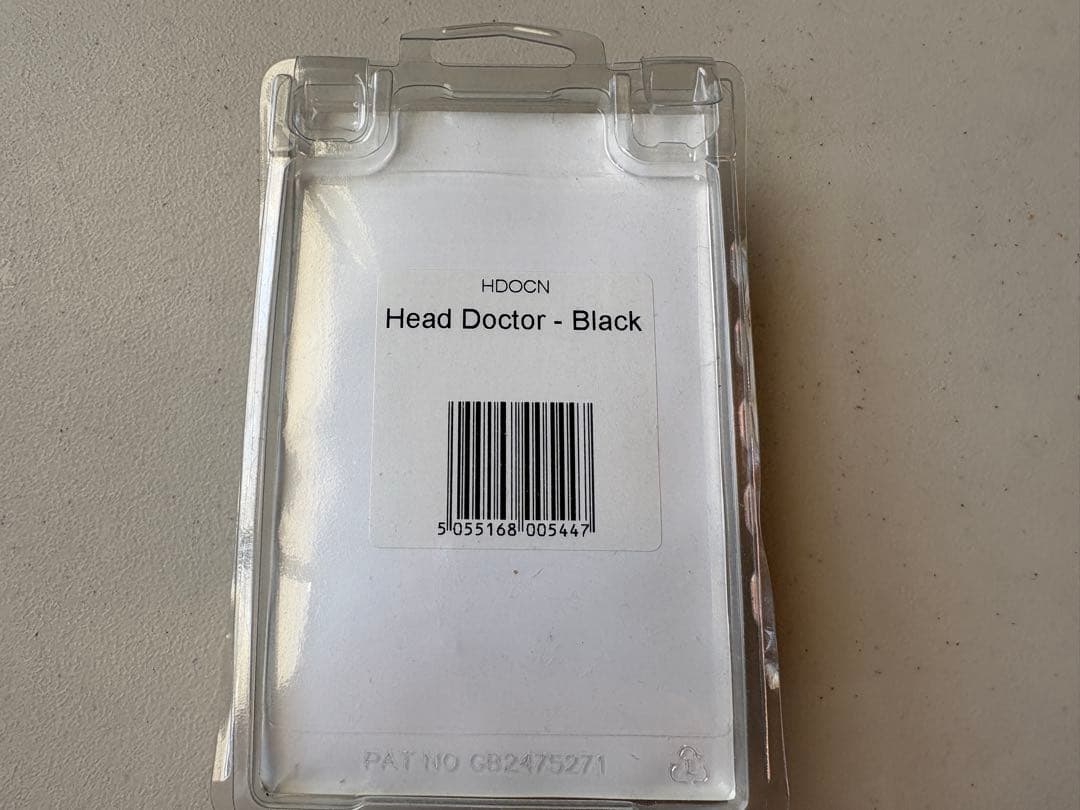 HDOCN
Head Doctor - Black
5 055168 005447
PAT NO GB2475271